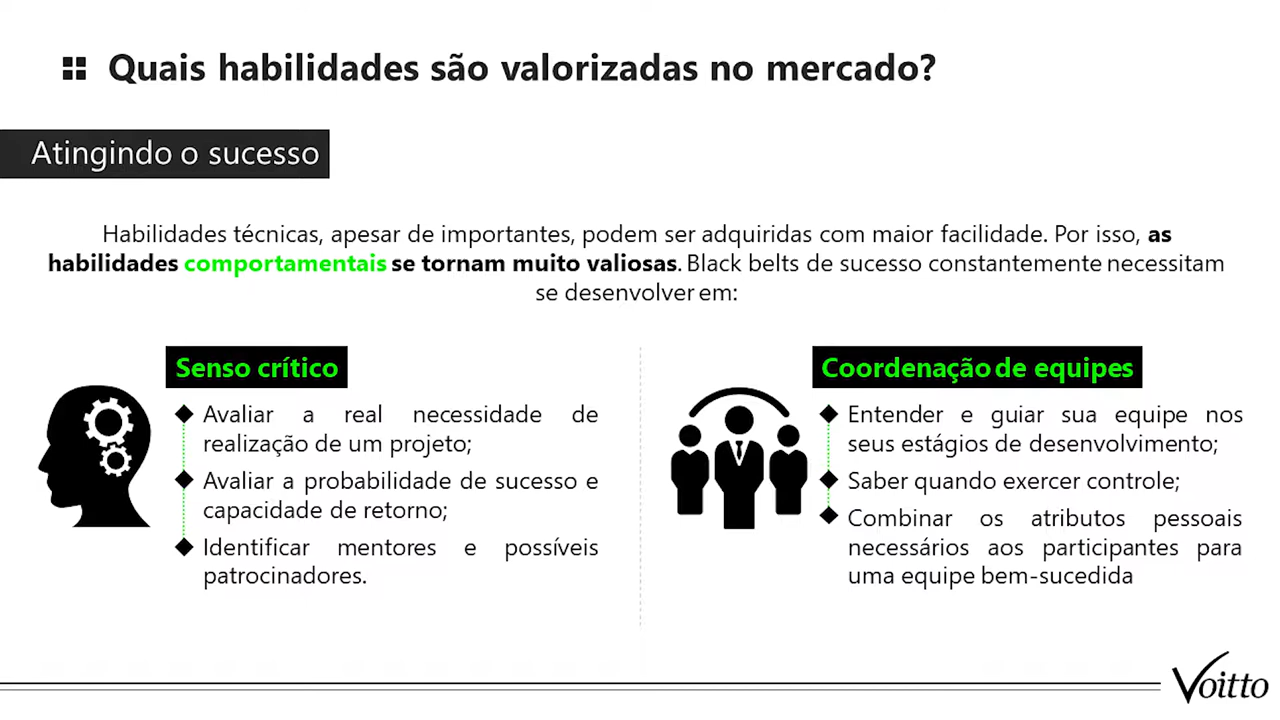 Quais habilidades são valorizadas no mercado?
Atingindo o sucesso
Habilidades técnicas, apesar de importantes, podem ser adquiridas com maior facilidade. Por isso, as
habilidades comportamentais se tornam muito valiosas. Black belts de sucesso constantemente necessitam
se desenvolver em:
Senso crítico
Avaliar a real necessidade de
realização de um projeto;
Avaliar a probabilidade de sucesso e
capacidade de retorno;
Identificar mentores e possíveis
patrocinadores.
Coordenação de equipes
Entender e guiar sua equipe nos
seus estágios de desenvolvimento;
Saber quando exercer controle;
Combinar os atributos pessoais
necessários aos participantes para
uma equipe bem-sucedida
Voitto